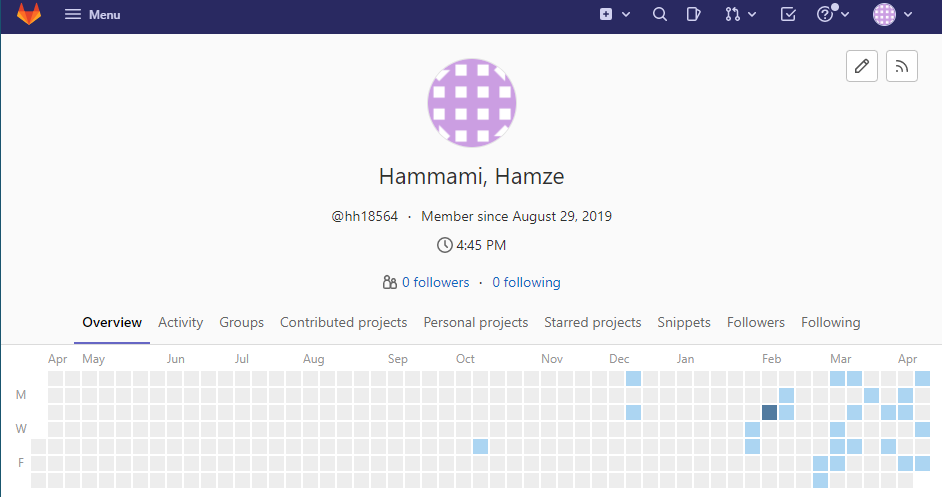 Menu
Hammami, Hamze
@hh18564 · Member since August 29, 2019
4:45 PM
0 followers · 0 following
Overview Activity Groups Contributed projects Personal projects Starred projects Snippets Followers Following
Apr May Jun Jul Aug Sep Oct Nov Dec Jan Feb Mar Apr
M
W
F